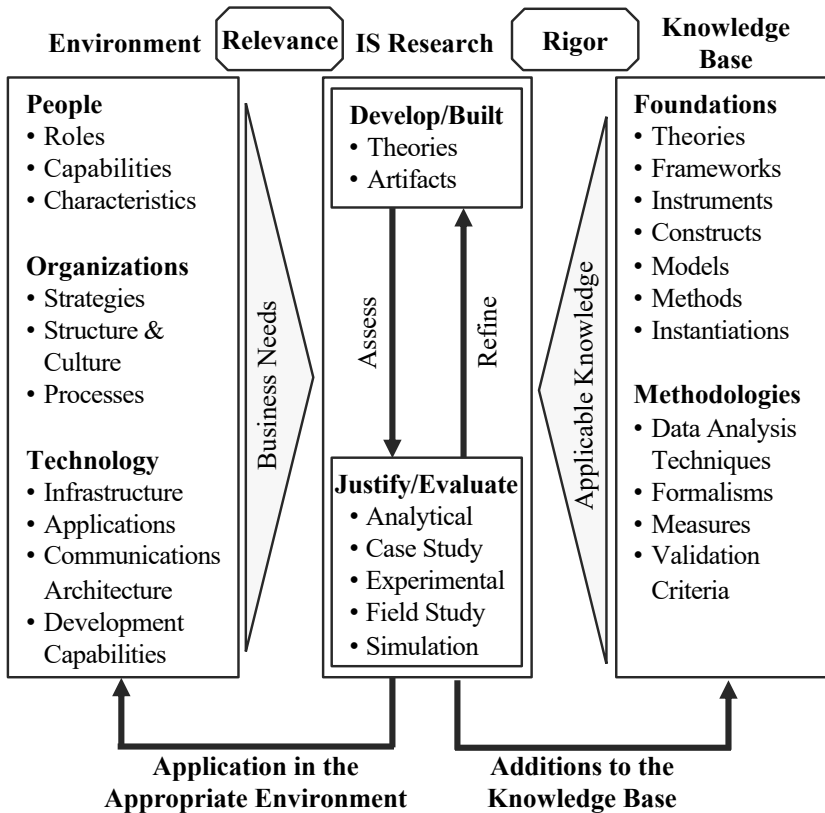 Environment
Relevance
IS Research
Rigor
Knowledge
Base
People
• Roles
• Capabilities
• Characteristics
Organizations
• Strategies
• Structure &
Culture
• Processes
Technology
• Infrastructure
• Applications
• Communications
Architecture
• Development
Capabilities
Business Needs
Develop/Built
• Theories
• Artifacts
Assess
Refine
Justify/Evaluate
• Analytical
• Case Study
• Experimental
• Field Study
• Simulation
Applicable Knowledge
Foundations
• Theories
• Frameworks
• Instruments
• Constructs
• Models
• Methods
• Instantiations
Methodologies
• Data Analysis
Techniques
• Formalisms
• Measures
• Validation
Criteria
Application in the
Appropriate Environment
Additions to the
Knowledge Base